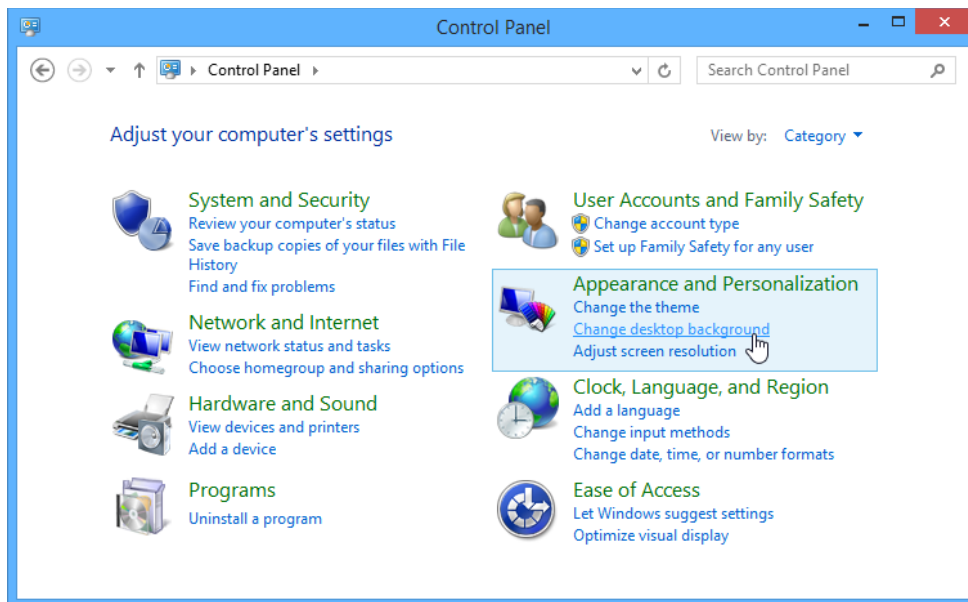 Control Panel
Control Panel
Search Control Panel
Adjust your computer's settings
View by: Category
System and Security
Review your computer's status
Save backup copies of your files with File
History
Find and fix problems
Network and Internet
View network status and tasks
Choose homegroup and sharing options
Hardware and Sound
View devices and printers
Add a device
Programs
Uninstall a program
User Accounts and Family Safety
Change account type
Set up Family Safety for any user
Appearance and Personalization
Change the theme
Change desktop background
Adjust screen resolution
Clock, Language, and Region
Add a language
Change input methods
Change date, time, or number formats
Ease of Access
Let Windows suggest settings
Optimize visual display